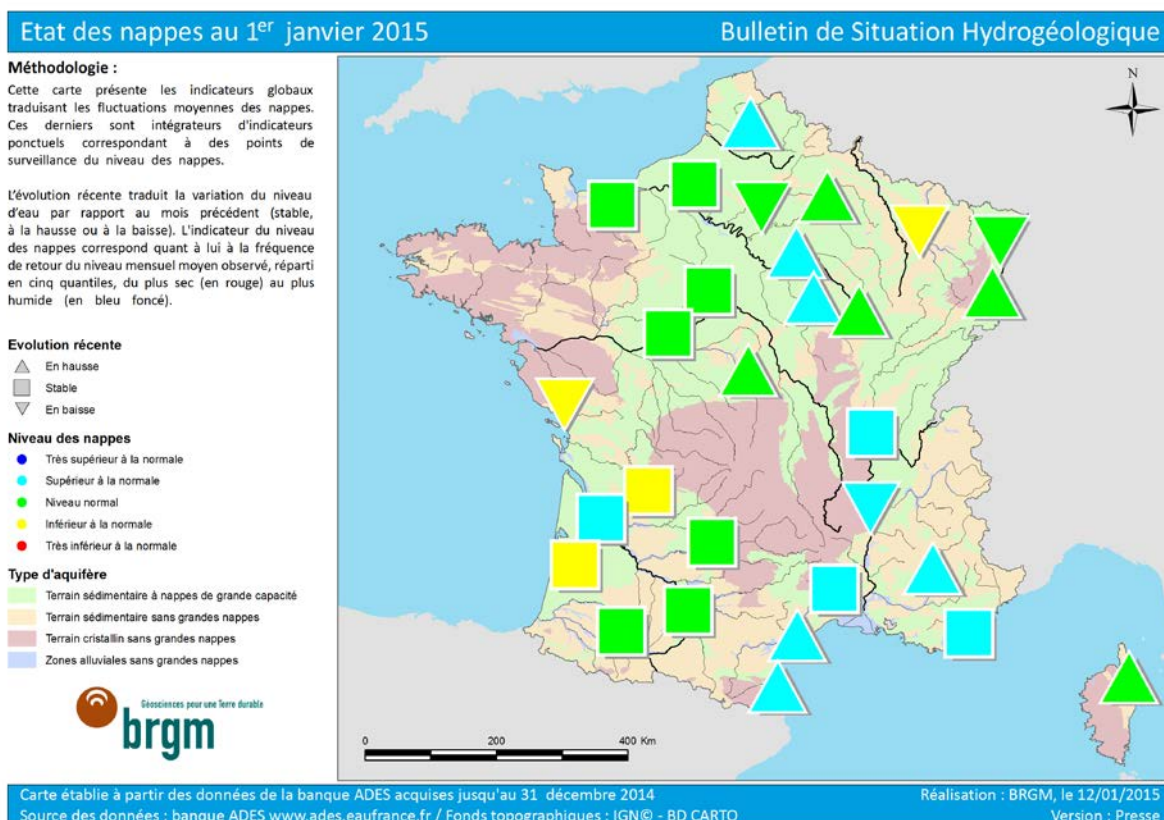 Etat des nappes au 1er janvier 2015
Bulletin de Situation Hydrogéologique
Méthodologie :
Cette carte présente les indicateurs globaux
traduisant les fluctuations moyennes des nappes.
Ces derniers sont intégrateurs d'indicateurs
ponctuels correspondant à des points de
surveillance du niveau des nappes.
L'évolution récente traduit la variation du niveau
d'eau par rapport au mois précédent (stable,
à la hausse ou à la baisse). L'indicateur du niveau
des nappes correspond quant à lui à la fréquence
de retour du niveau mensuel moyen observé, réparti
en cinq quantiles, du plus sec (en rouge) au plus
humide (en bleu foncé).
Evolution récente
En hausse
Stable
En baisse
Niveau des nappes
Très supérieur à la normale
Supérieur à la normale
Niveau normal
Inférieur à la normale
Très inférieur à la normale
Type d'aquifère
Terrain sédimentaire à nappes de grande capacité
Terrain sédimentaire sans grandes nappes
Terrain cristallin sans grandes nappes
Zones alluviales sans grandes nappes
Géosciences pour une Terre durable
brgm
N
0 200 400 Km
Carte établie à partir des données de la banque ADES acquises jusqu'au 31 décembre 2014
Réalisation : BRGM, le 12/01/2015
Source des données : banque ADES www.ades.eaufrance.fr / Fonds topographiques : IGN© - BD CARTO
Version : Presse